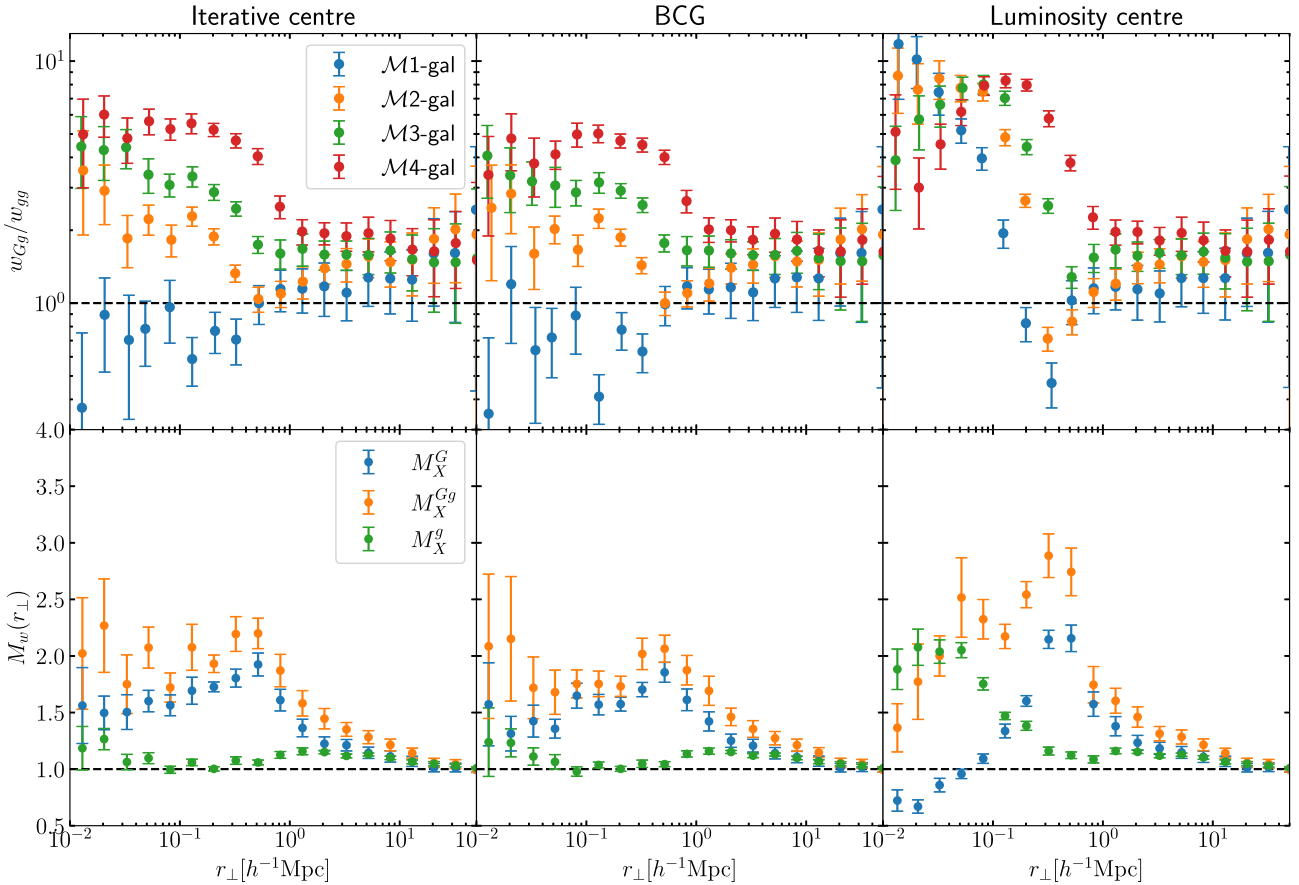 Iterative centre BCG Luminosity centre
10¹
10⁰
w_{Gg}/w_{gg}
ℳ1-gal
ℳ2-gal
ℳ3-gal
ℳ4-gal
4.0
3.5
3.0
2.5
2.0
1.5
1.0
0.5
M_w(r_⊥)
M_X^G
M_X^{Gg}
M_X^g
10⁻² 10⁻¹ 10⁰ 10¹ 10⁻² 10⁻¹ 10⁰ 10¹ 10⁻² 10⁻¹ 10⁰ 10¹
r_⊥[h⁻¹Mpc] r_⊥[h⁻¹Mpc] r_⊥[h⁻¹Mpc]